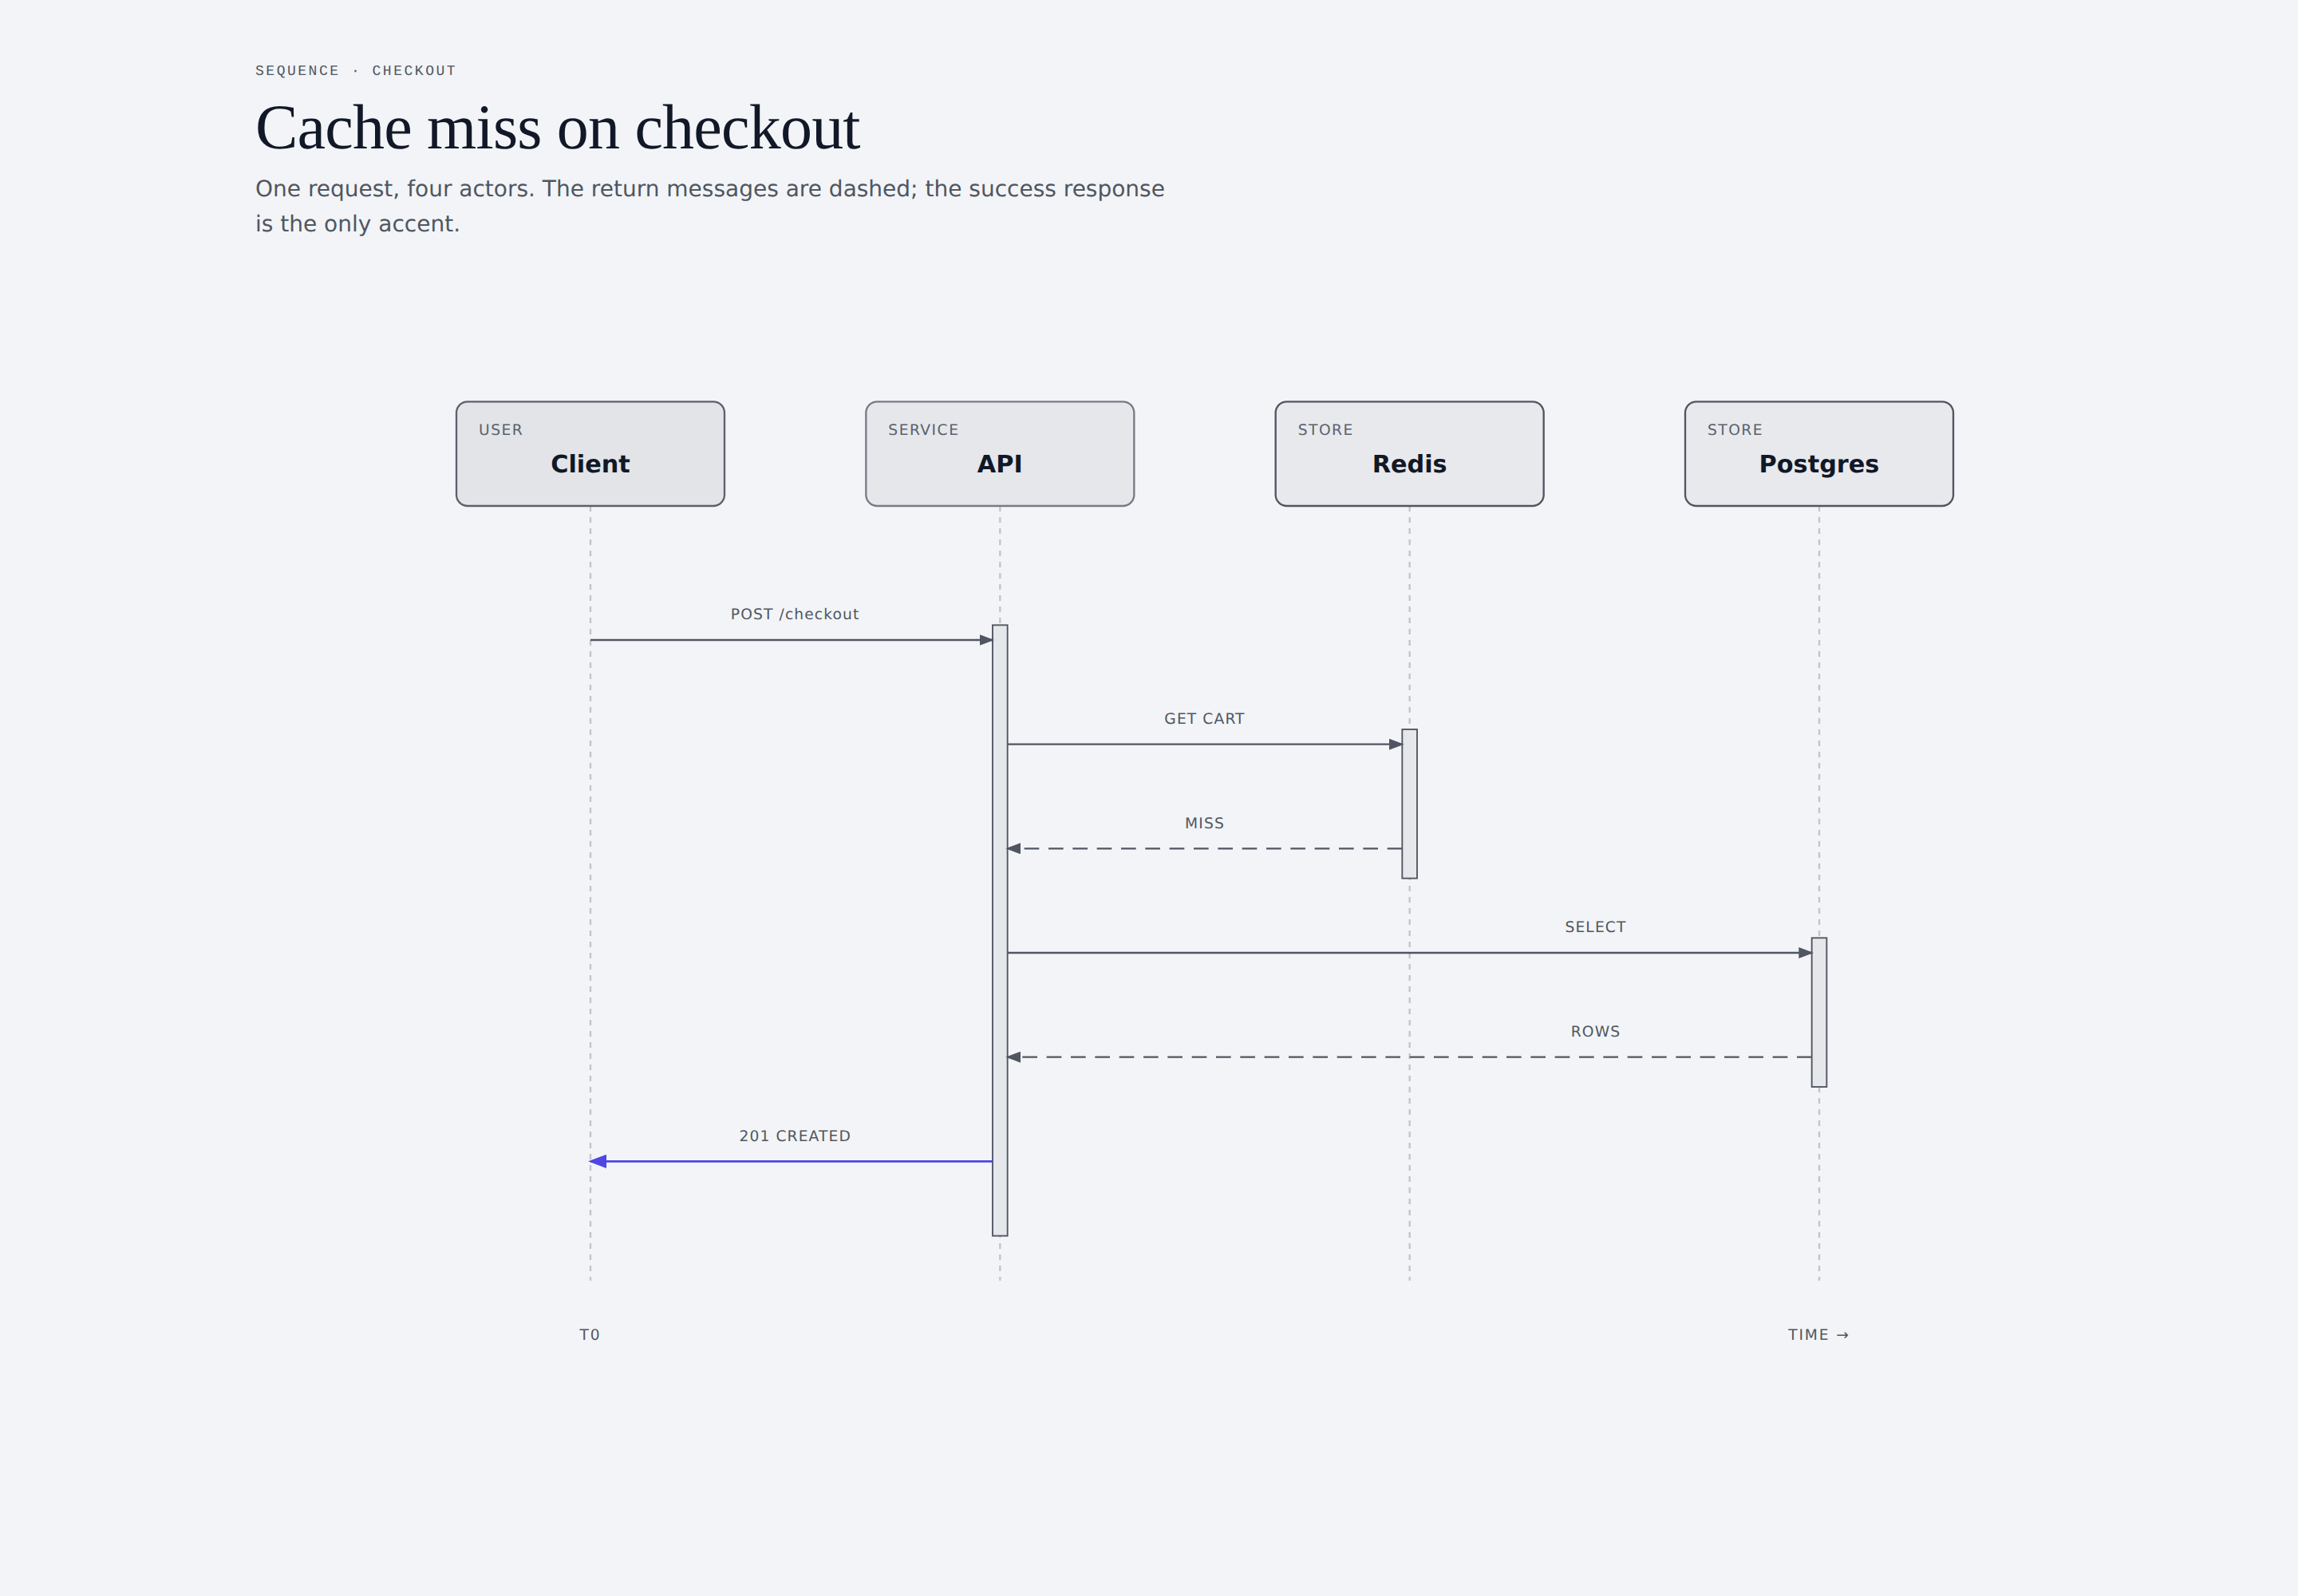 SEQUENCE · CHECKOUT
Cache miss on checkout
One request, four actors. The return messages are dashed; the success response
is the only accent.
USER
Client
SERVICE
API
STORE
Redis
STORE
Postgres
POST /checkout
GET CART
MISS
SELECT
ROWS
201 CREATED
T0
TIME →